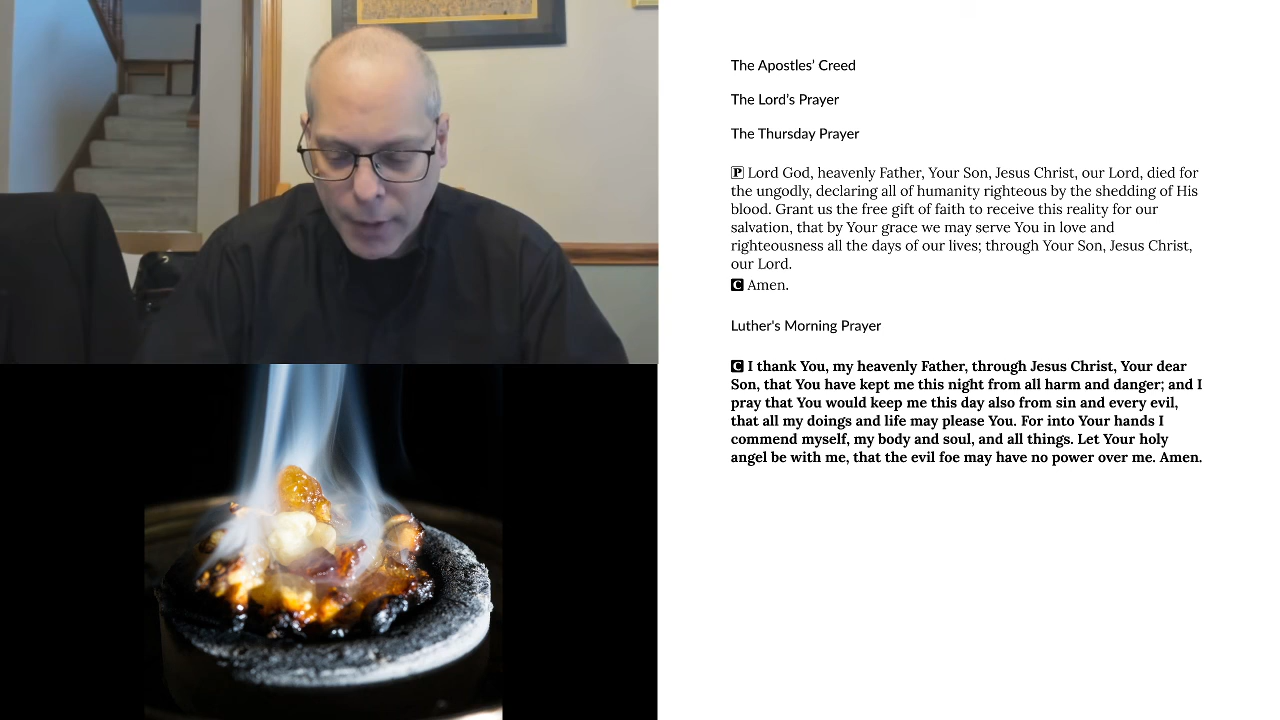 The Apostles’ Creed
The Lord’s Prayer
The Thursday Prayer
P Lord God, heavenly Father, Your Son, Jesus Christ, our Lord, died for
the ungodly, declaring all of humanity righteous by the shedding of His
blood. Grant us the free gift of faith to receive this reality for our
salvation, that by Your grace we may serve You in love and
righteousness all the days of our lives; through Your Son, Jesus Christ,
our Lord.
C Amen.
Luther's Morning Prayer
C I thank You, my heavenly Father, through Jesus Christ, Your dear
Son, that You have kept me this night from all harm and danger; and I
pray that You would keep me this day also from sin and every evil,
that all my doings and life may please You. For into Your hands I
commend myself, my body and soul, and all things. Let Your holy
angel be with me, that the evil foe may have no power over me. Amen.